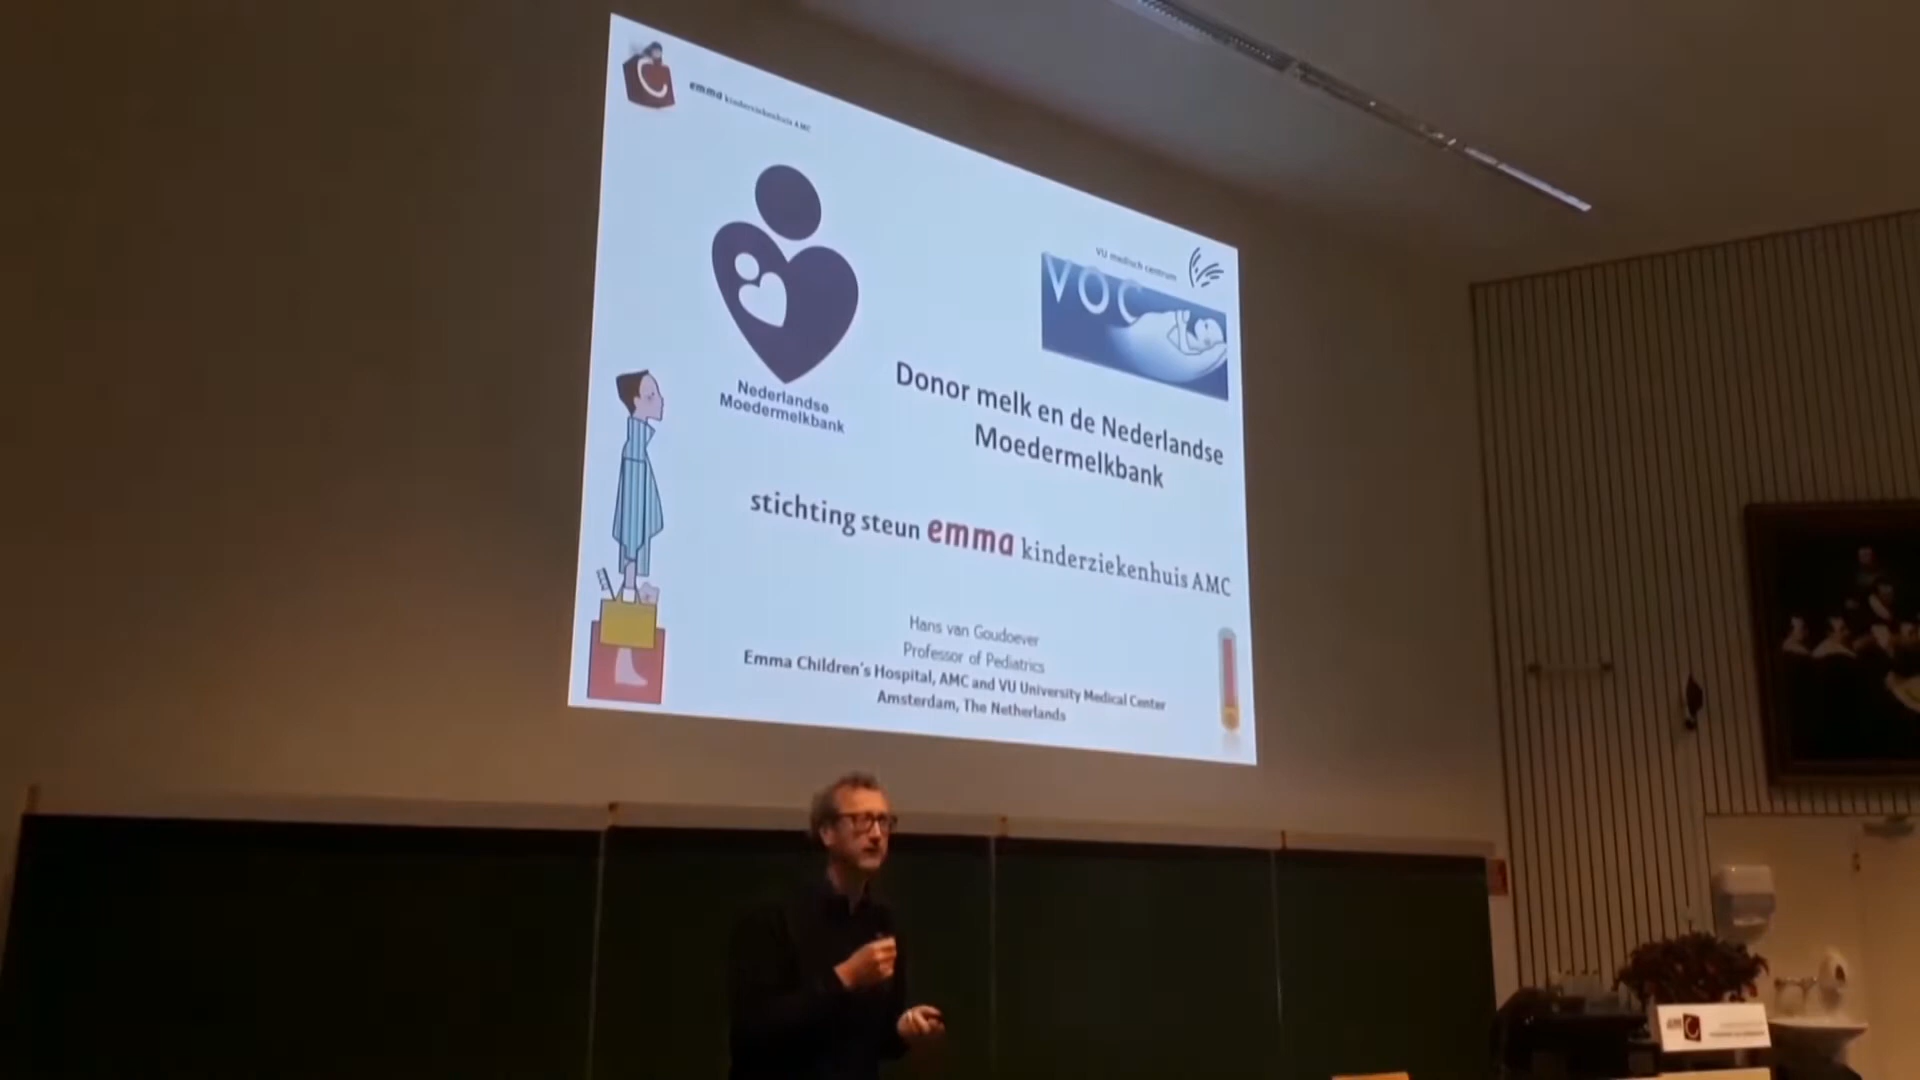 emma kinderziekenhuis AMC
VU medisch centrum
VOC
Nederlandse
Moedermelkbank
Donor melk en de Nederlandse
Moedermelkbank
stichting steun emma kinderziekenhuis AMC
Hans van Goudoever
Professor of Pediatrics
Emma Children's Hospital, AMC and VU University Medical Center
Amsterdam, The Netherlands